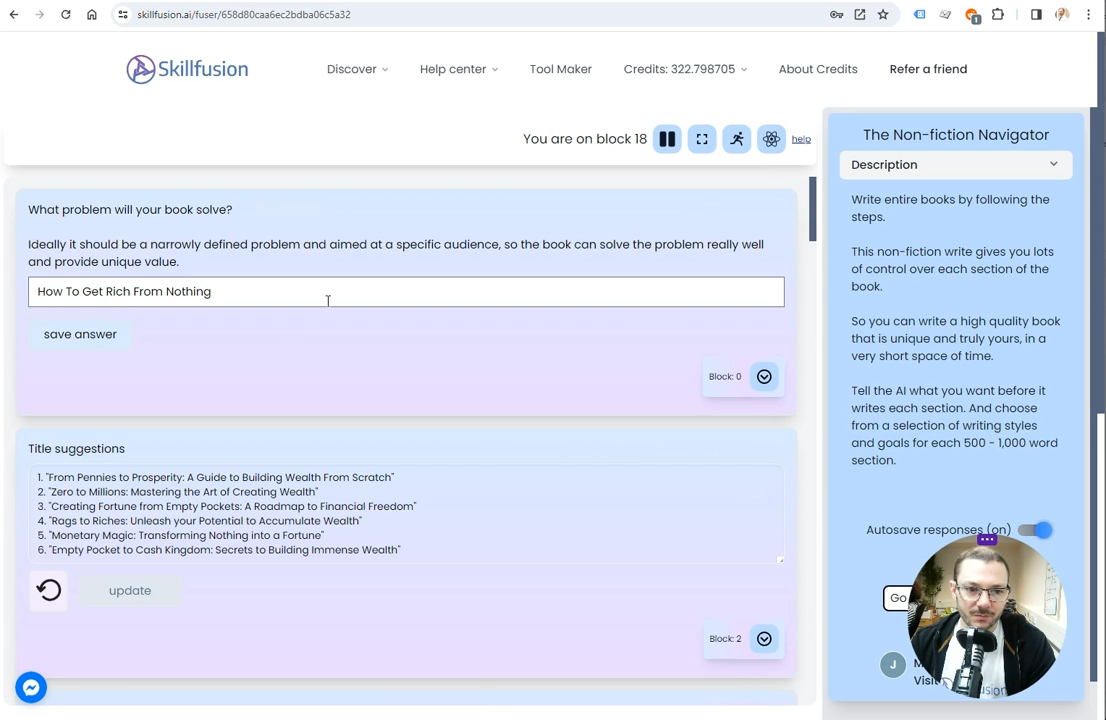 skillfusion.ai/fuser/658d80caa6ec2bdba06c5a32
1
Skillfusion
Discover
Help center
Tool Maker
Credits: 322.798705
About Credits
Refer a friend
You are on block 18
help
What problem will your book solve?
Ideally it should be a narrowly defined problem and aimed at a specific audience, so the book can solve the problem really well
and provide unique value.
How To Get Rich From Nothing
save answer
Block: 0
Title suggestions
1. "From Pennies to Prosperity: A Guide to Building Wealth From Scratch"
2. "Zero to Millions: Mastering the Art of Creating Wealth"
3. "Creating Fortune from Empty Pockets: A Roadmap to Financial Freedom"
4. "Rags to Riches: Unleash your Potential to Accumulate Wealth"
5. "Monetary Magic: Transforming Nothing into a Fortune"
6. "Empty Pocket to Cash Kingdom: Secrets to Building Immense Wealth"
update
Block: 2
The Non-fiction Navigator
Description
Write entire books by following the
steps.
This non-fiction write gives you lots
of control over each section of the
book.
So you can write a high quality book
that is unique and truly yours, in a
very short space of time.
Tell the AI what you want before it
writes each section. And choose
from a selection of writing styles
and goals for each 500 - 1,000 word
section.
Autosave responses (on)
Go
J